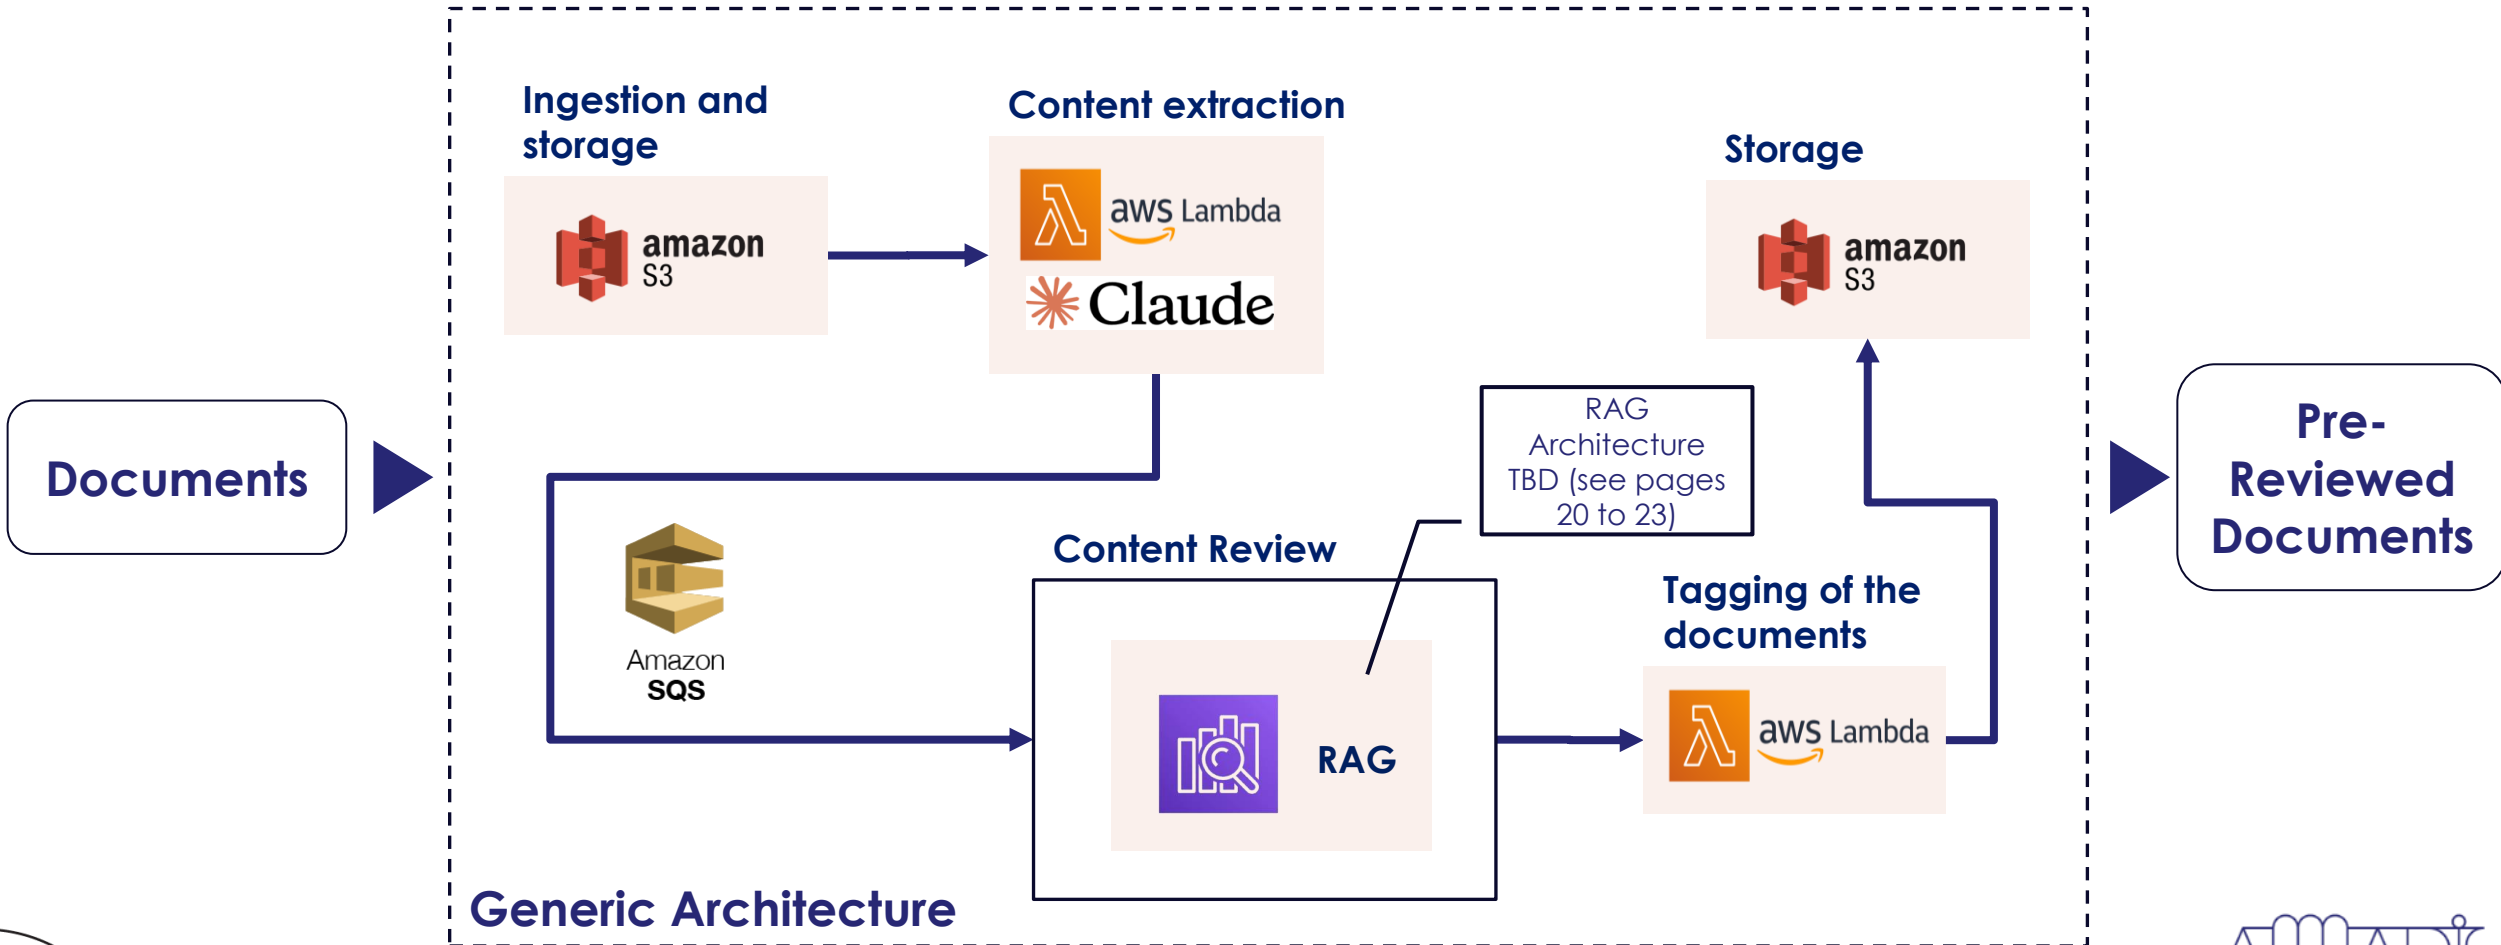 Ingestion and
storage
amazon
S3
Content extraction
aws Lambda
Claude
Storage
amazon
S3
Documents
RAG
Architecture
TBD (see pages
20 to 23)
Pre-
Reviewed
Documents
Amazon
SQS
Content Review
RAG
Tagging of the
documents
aws Lambda
Generic Architecture